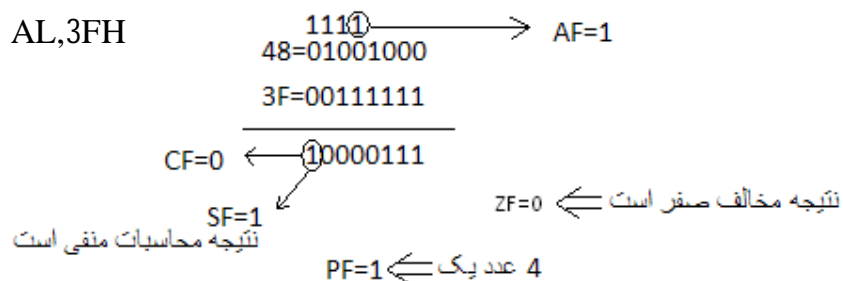 AL,3FH
1111
AF=1
48=01001000
3F=00111111
CF=0
10000111
SF=1
نتیجه محاسبات منفی است
ZF=0
نتیجه مخالف صفر است
PF=1
4 عدد یک